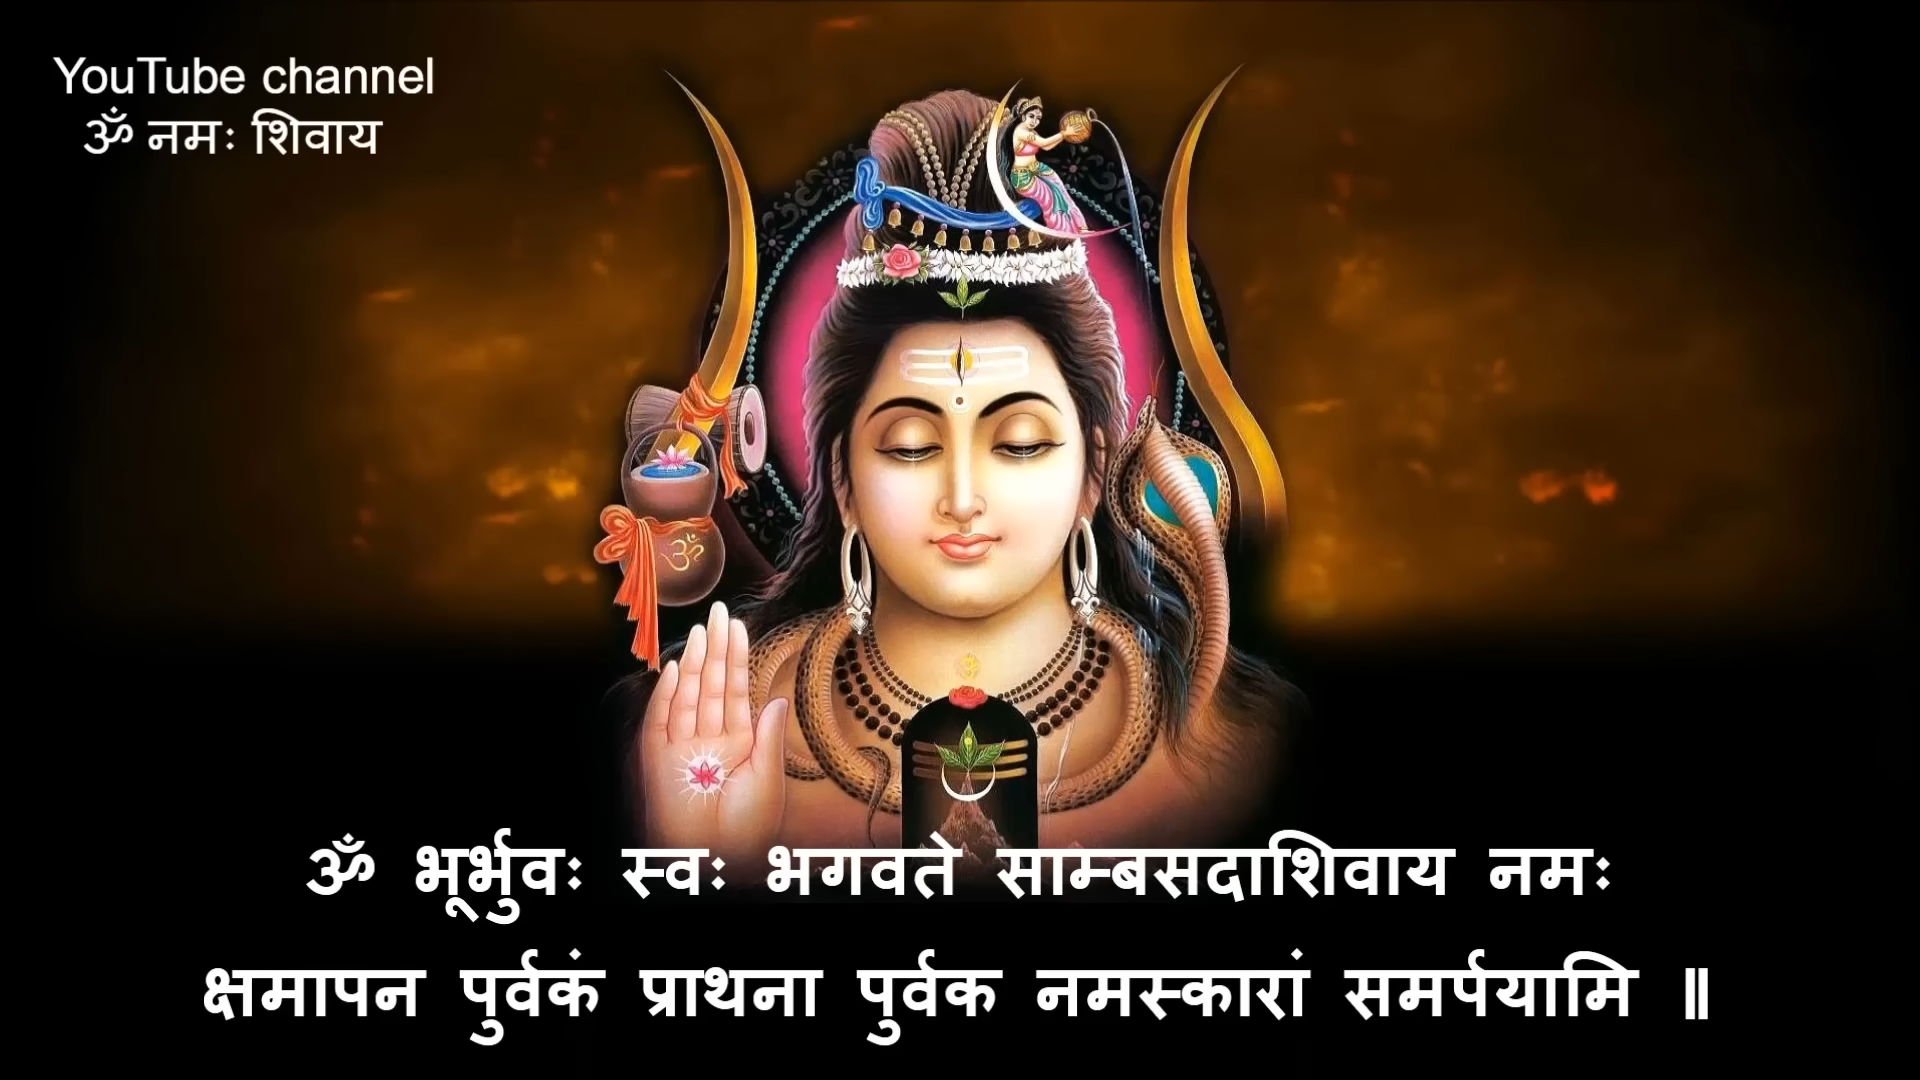 YouTube channel
ॐ नमः शिवाय
ॐ
ॐ
ॐ भूर्भुवः स्वः भगवते साम्बसदाशिवाय नमः
क्षमापन पुर्वकं प्राथना पुर्वक नमस्कारां समर्पयामि ॥